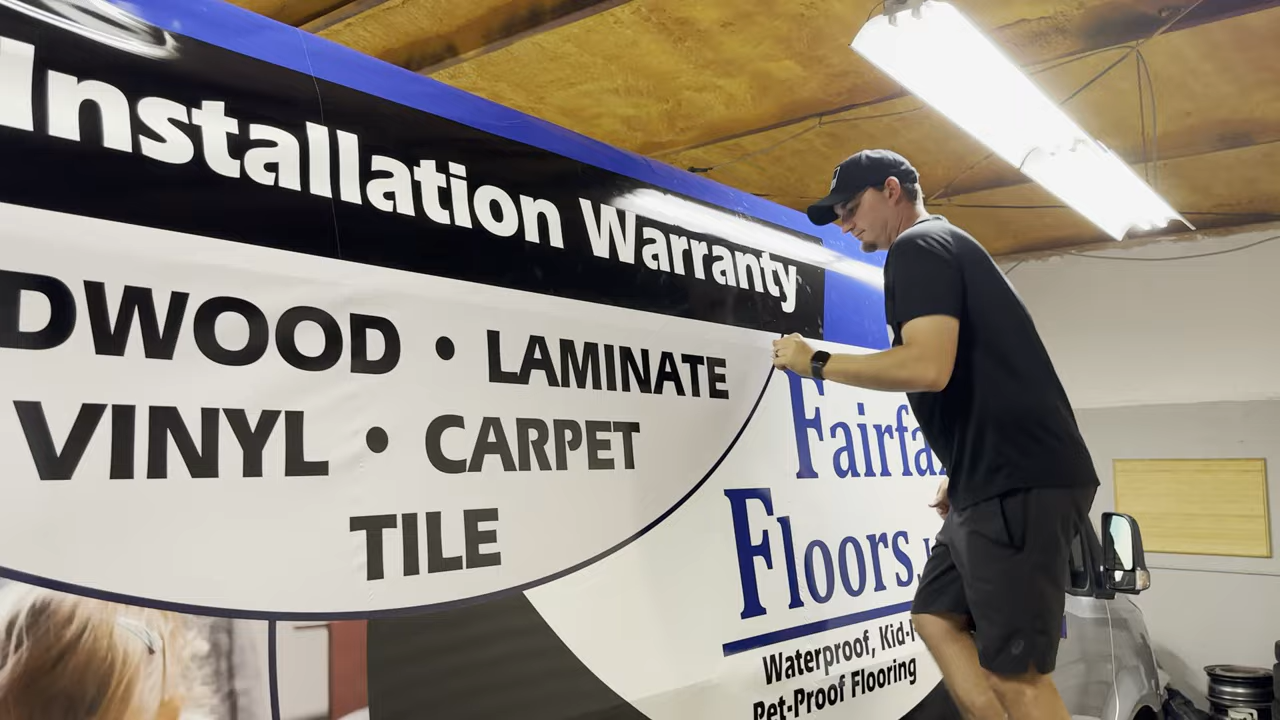 Installation Warranty
DWOOD • LAMINATE
VINYL • CARPET
TILE
Fairfa
Floors
Waterproof, Kid-
Pet-Proof Flooring